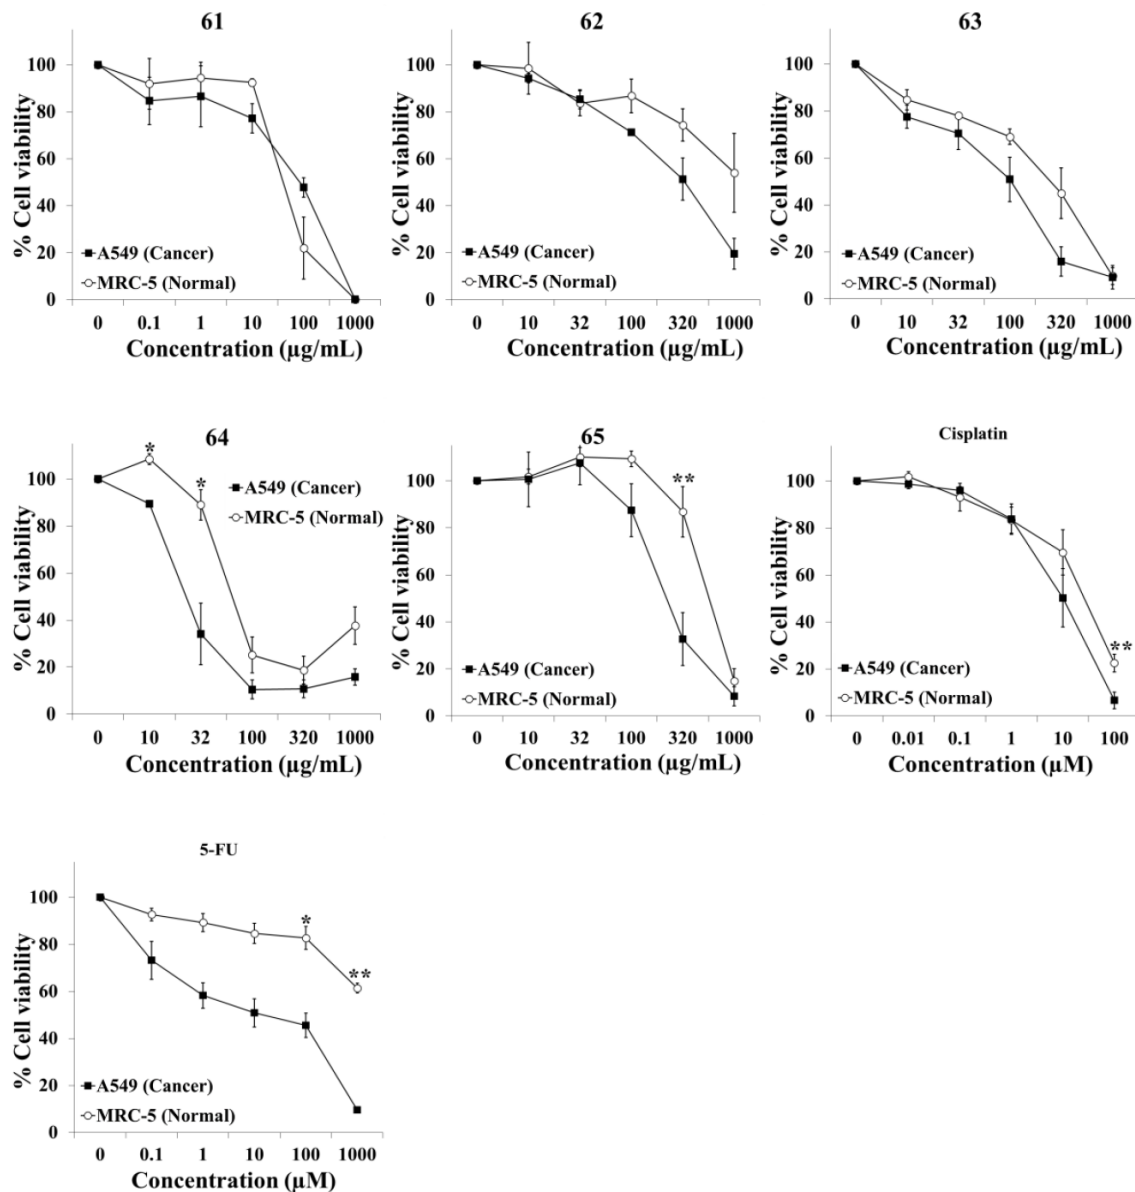 61
% Cell viability
100
80
60
40
20
0
A549 (Cancer)
MRC-5 (Normal)
0 0.1 1 10 100 1000
Concentration (µg/mL)
62
% Cell viability
100
80
60
40
20
0
A549 (Cancer)
MRC-5 (Normal)
0 10 32 100 320 1000
Concentration (µg/mL)
63
% Cell viability
100
80
60
40
20
0
A549 (Cancer)
MRC-5 (Normal)
0 10 32 100 320 1000
Concentration (µg/mL)
64
% Cell viability
100
80
60
40
20
0
*
*
A549 (Cancer)
MRC-5 (Normal)
0 10 32 100 320 1000
Concentration (µg/mL)
65
% Cell viability
100
80
60
40
20
0
**
A549 (Cancer)
MRC-5 (Normal)
0 10 32 100 320 1000
Concentration (µg/mL)
Cisplatin
% Cell viability
100
80
60
40
20
0
**
A549 (Cancer)
MRC-5 (Normal)
0 0.01 0.1 1 10 100
Concentration (µM)
5-FU
% Cell viability
100
80
60
40
20
0
*
**
A549 (Cancer)
MRC-5 (Normal)
0 0.1 1 10 100 1000
Concentration (µM)